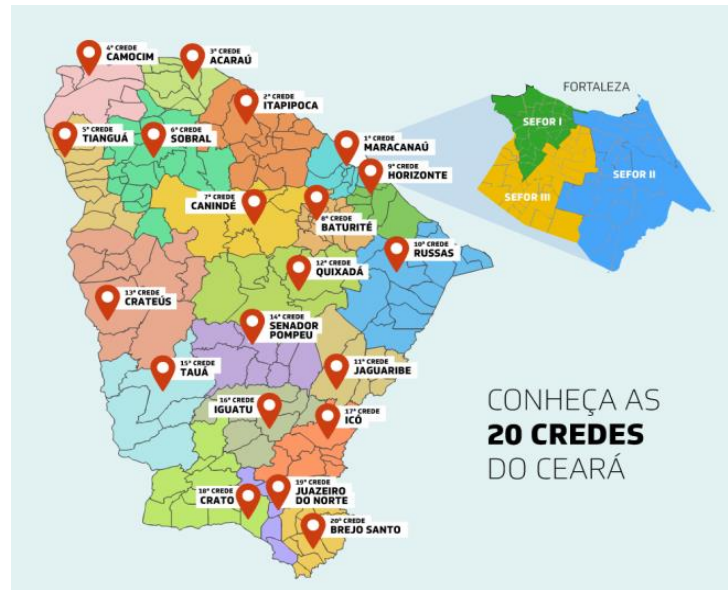 4ª CREDE
CAMOCIM
3ª CREDE
ACARAÚ
2ª CREDE
ITAPIPOCA
FORTALEZA
SEFOR I
SEFOR II
SEFOR III
5ª CREDE
TIANGUÁ
6ª CREDE
SOBRAL
1ª CREDE
MARACANAÚ
9ª CREDE
HORIZONTE
7ª CREDE
CANINDÉ
8ª CREDE
BATURITÉ
10ª CREDE
RUSSAS
12ª CREDE
QUIXADÁ
13ª CREDE
CRATEÚS
14ª CREDE
SENADOR
POMPEU
15ª CREDE
TAUÁ
11ª CREDE
JAGUARIBE
16ª CREDE
IGUATU
17ª CREDE
ICÓ
18ª CREDE
CRATO
19ª CREDE
JUAZEIRO
DO NORTE
20ª CREDE
BREJO SANTO
CONHEÇA AS
20 CREDES
DO CEARÁ